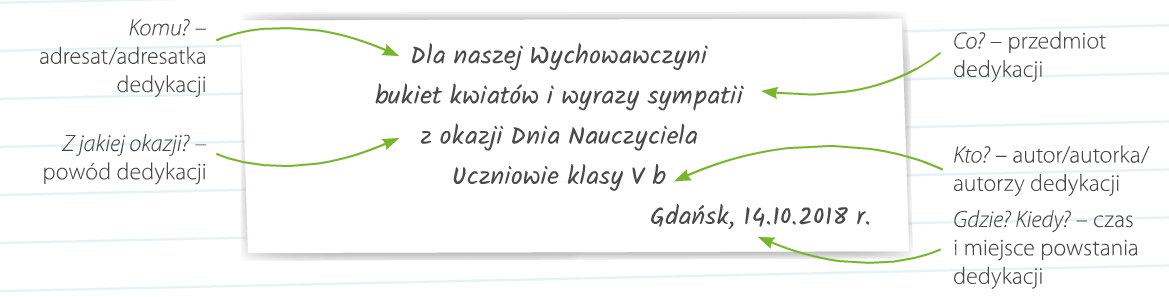 Komu? –
adresat/adresatka
dedykacji
Dla naszej Wychowawczyni
Co? – przedmiot
dedykacji
bukiet kwiatów i wyrazy sympatii
Z jakiej okazji? –
powód dedykacji
z okazji Dnia Nauczyciela
Kto? – autor/autorka/
autorzy dedykacji
Uczniowie klasy V b
Gdzie? Kiedy? – czas
i miejsce powstania
dedykacji
Gdańsk, 14.10.2018 r.